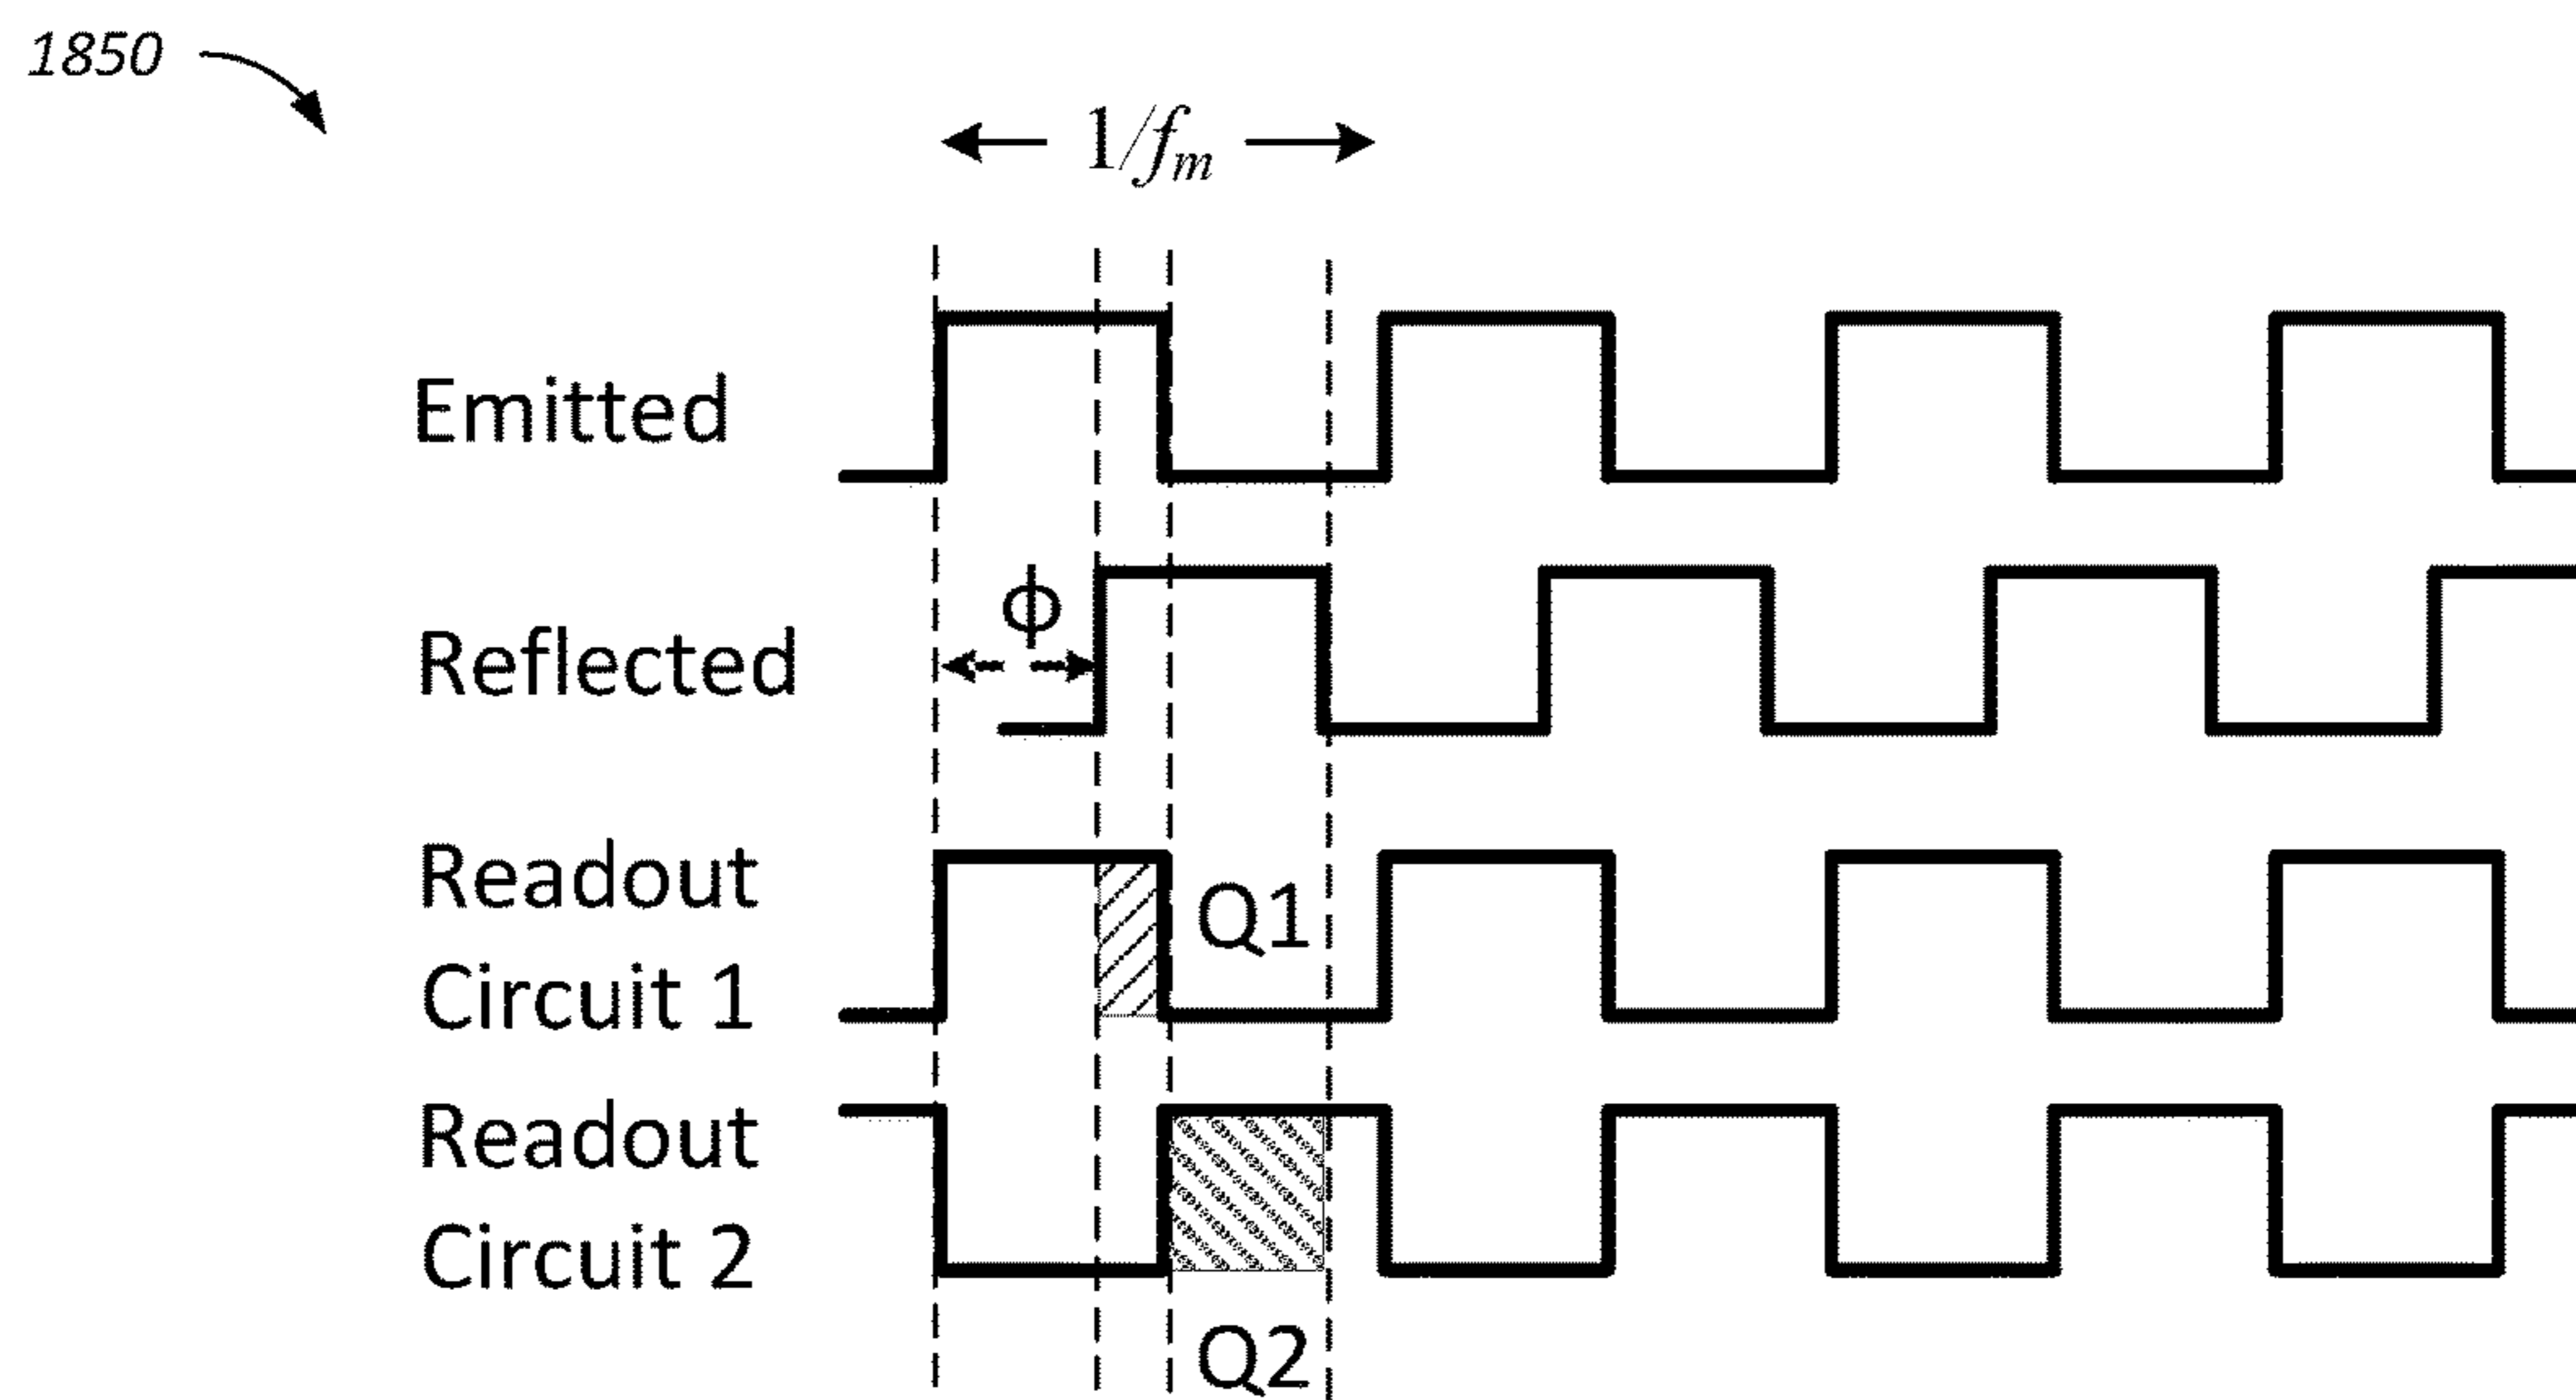 1850
1/fm
Emitted
ϕ
Reflected
Readout
Circuit 1
Q1
Readout
Circuit 2
Q2